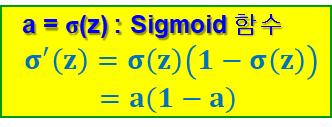 a = σ(z) : Sigmoid 함수
σ′(z) = σ(z)(1 − σ(z))
= a(1 − a)